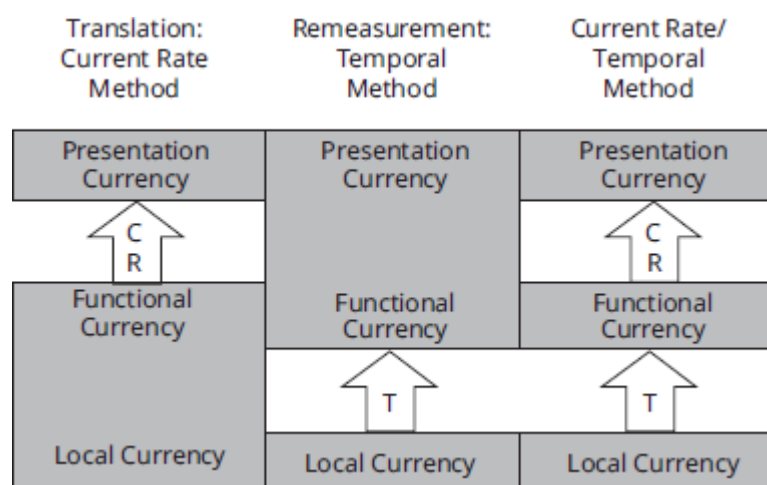 Translation:
Current Rate
Method
Remeasurement:
Temporal
Method
Current Rate/
Temporal
Method
Presentation
Currency
Presentation
Currency
Presentation
Currency
C
R
C
R
Functional
Currency
Functional
Currency
Functional
Currency
T
T
Local Currency
Local Currency
Local Currency